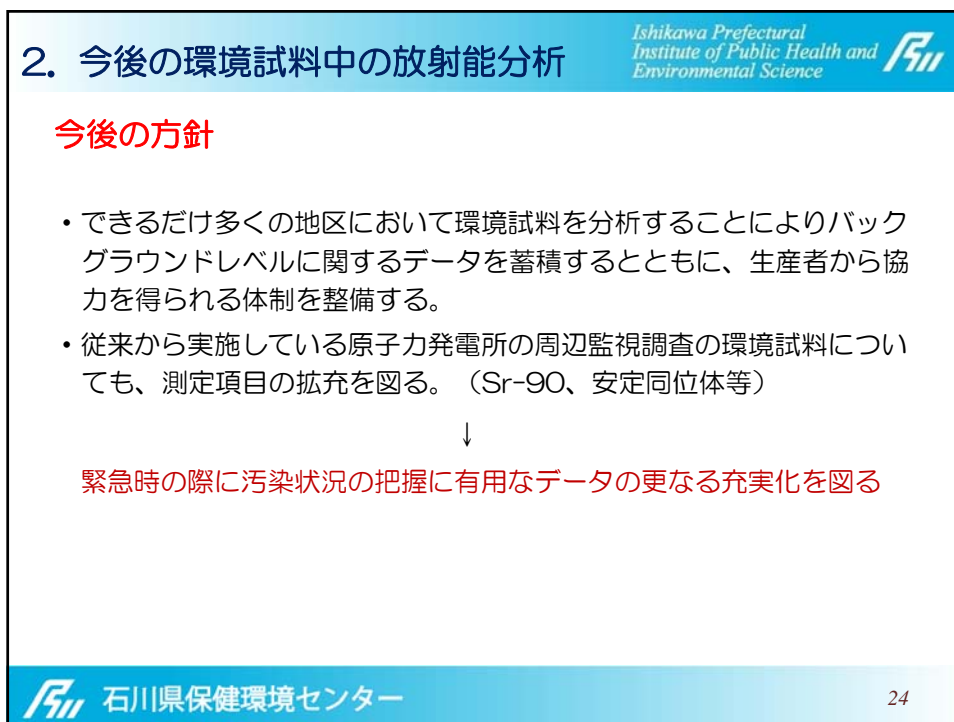 2. 今後の環境試料中の放射能分析
Ishikawa Prefectural
Institute of Public Health and
Environmental Science
今後の方針
・できるだけ多くの地区において環境試料を分析することによりバック
グラウンドレベルに関するデータを蓄積するとともに、生産者から協
力を得られる体制を整備する。
・従来から実施している原子力発電所の周辺監視調査の環境試料につい
ても、測定項目の拡充を図る。（Sr-90、安定同位体等）
↓
緊急時の際に汚染状況の把握に有用なデータの更なる充実化を図る
石川県保健環境センター
24